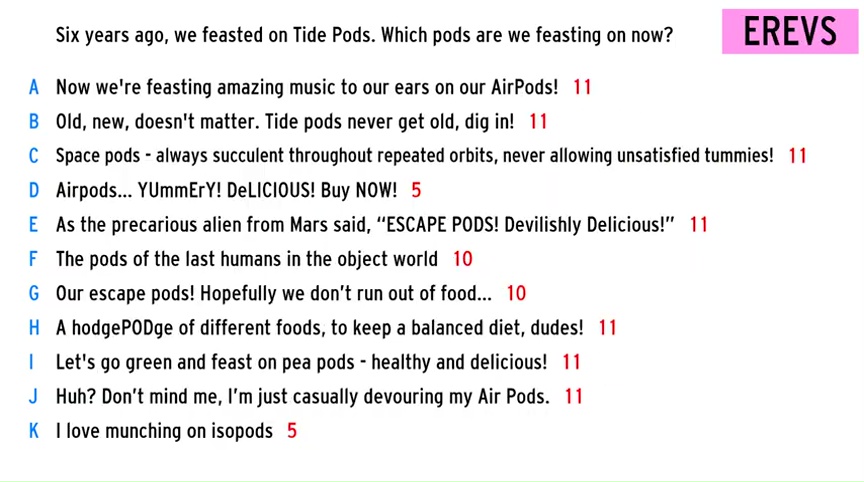 Six years ago, we feasted on Tide Pods. Which pods are we feasting on now?
EREVS
A Now we're feasting amazing music to our ears on our AirPods! 11
B Old, new, doesn't matter. Tide pods never get old, dig in! 11
C Space pods - always succulent throughout repeated orbits, never allowing unsatisfied tummies! 11
D Airpods... YUmmErY! DeLICIOUS! Buy NOW! 5
E As the precarious alien from Mars said, “ESCAPE PODS! Devilishly Delicious!” 11
F The pods of the last humans in the object world 10
G Our escape pods! Hopefully we don’t run out of food... 10
H A hodgePODge of different foods, to keep a balanced diet, dudes! 11
I Let's go green and feast on pea pods - healthy and delicious! 11
J Huh? Don’t mind me, I’m just casually devouring my Air Pods. 11
K I love munching on isopods 5